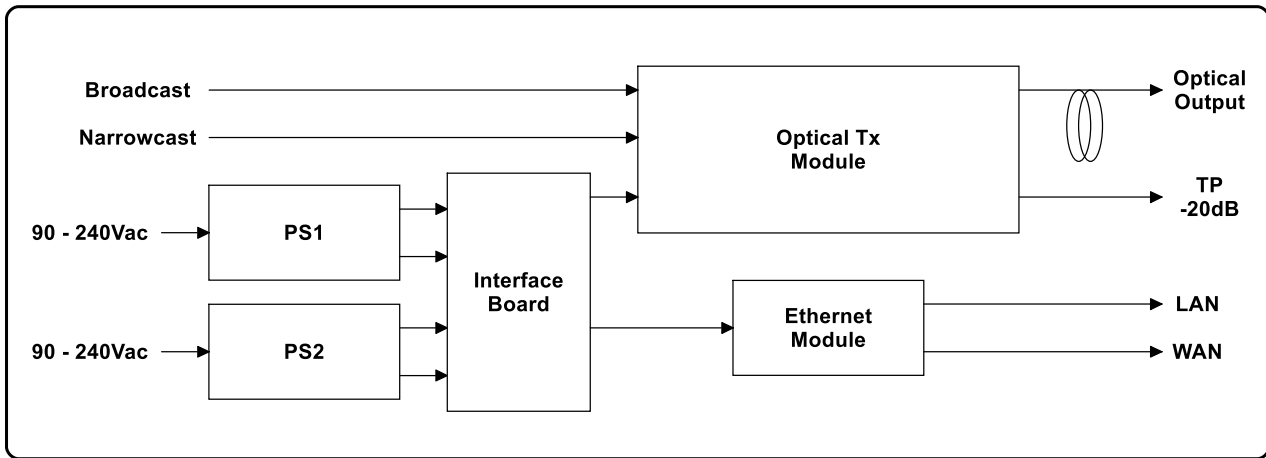 Broadcast
Narrowcast
90 - 240Vac
PS1
90 - 240Vac
PS2
Interface
Board
Optical Tx
Module
Ethernet
Module
Optical
Output
TP
-20dB
LAN
WAN